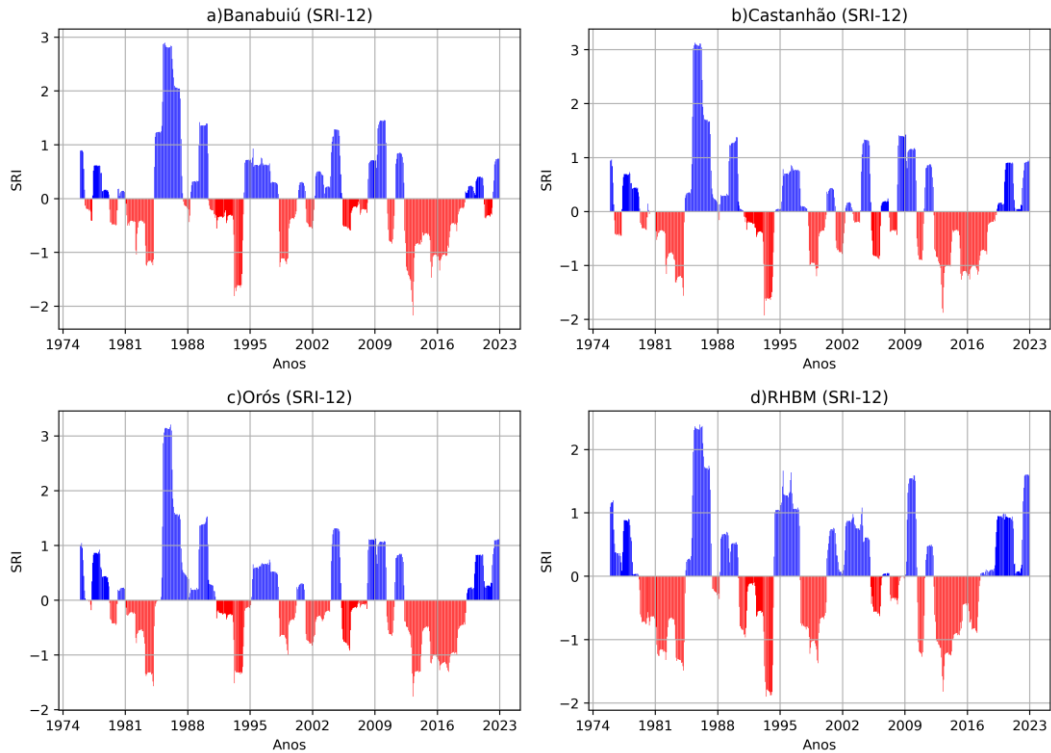 a)Banabuiú (SRI-12)
3
2
1
0
−1
−2
SRI
1974 1981 1988 1995 2002 2009 2016 2023
Anos
b)Castanhão (SRI-12)
3
2
1
0
−1
−2
SRI
1974 1981 1988 1995 2002 2009 2016 2023
Anos
c)Orós (SRI-12)
3
2
1
0
−1
−2
SRI
1974 1981 1988 1995 2002 2009 2016 2023
Anos
d)RHBM (SRI-12)
2
1
0
−1
−2
SRI
1974 1981 1988 1995 2002 2009 2016 2023
Anos